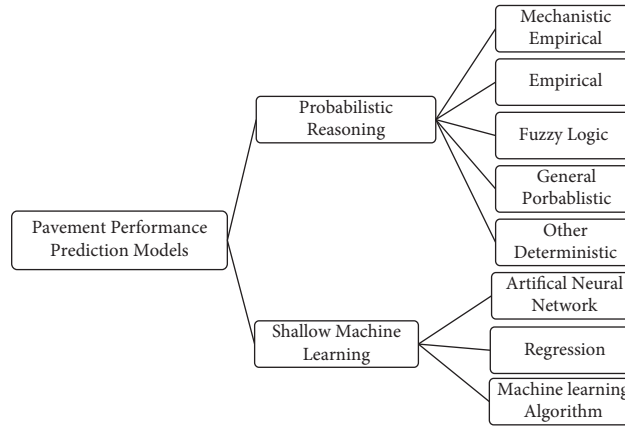 Pavement Performance
Prediction Models
Probabilistic
Reasoning
Mechanistic
Empirical
Empirical
Fuzzy Logic
General
Porbablistic
Other
Deterministic
Shallow Machine
Learning
Artifical Neural
Network
Regression
Machine learning
Algorithm